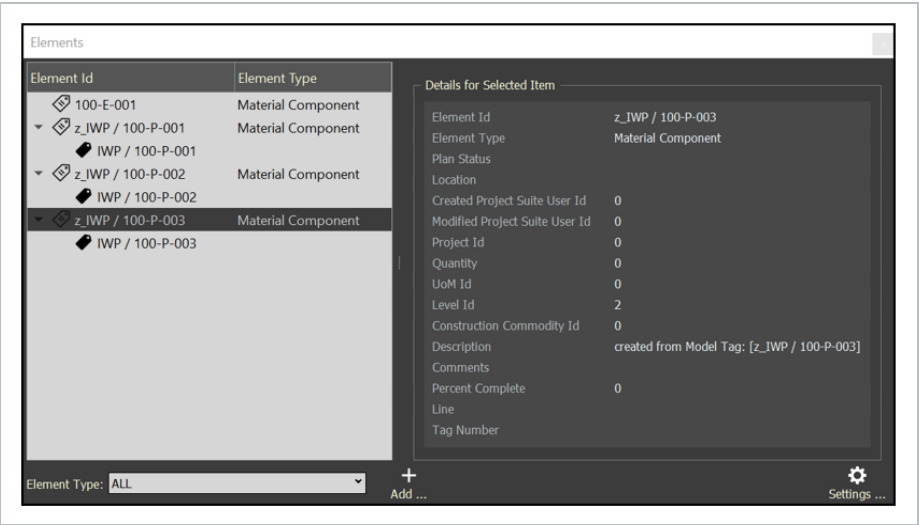 Elements
Element Id Element Type
100-E-001 Material Component
z_IWP / 100-P-001 Material Component
IWP / 100-P-001
z_IWP / 100-P-002 Material Component
IWP / 100-P-002
z_IWP / 100-P-003 Material Component
IWP / 100-P-003
Details for Selected Item
Element Id z_IWP / 100-P-003
Element Type Material Component
Plan Status
Location
Created Project Suite User Id 0
Modified Project Suite User Id 0
Project Id 0
Quantity 0
UoM Id 0
Level Id 2
Construction Commodity Id 0
Description created from Model Tag: [z_IWP / 100-P-003]
Comments
Percent Complete 0
Line
Tag Number
Element Type: ALL
Add ...
Settings ...